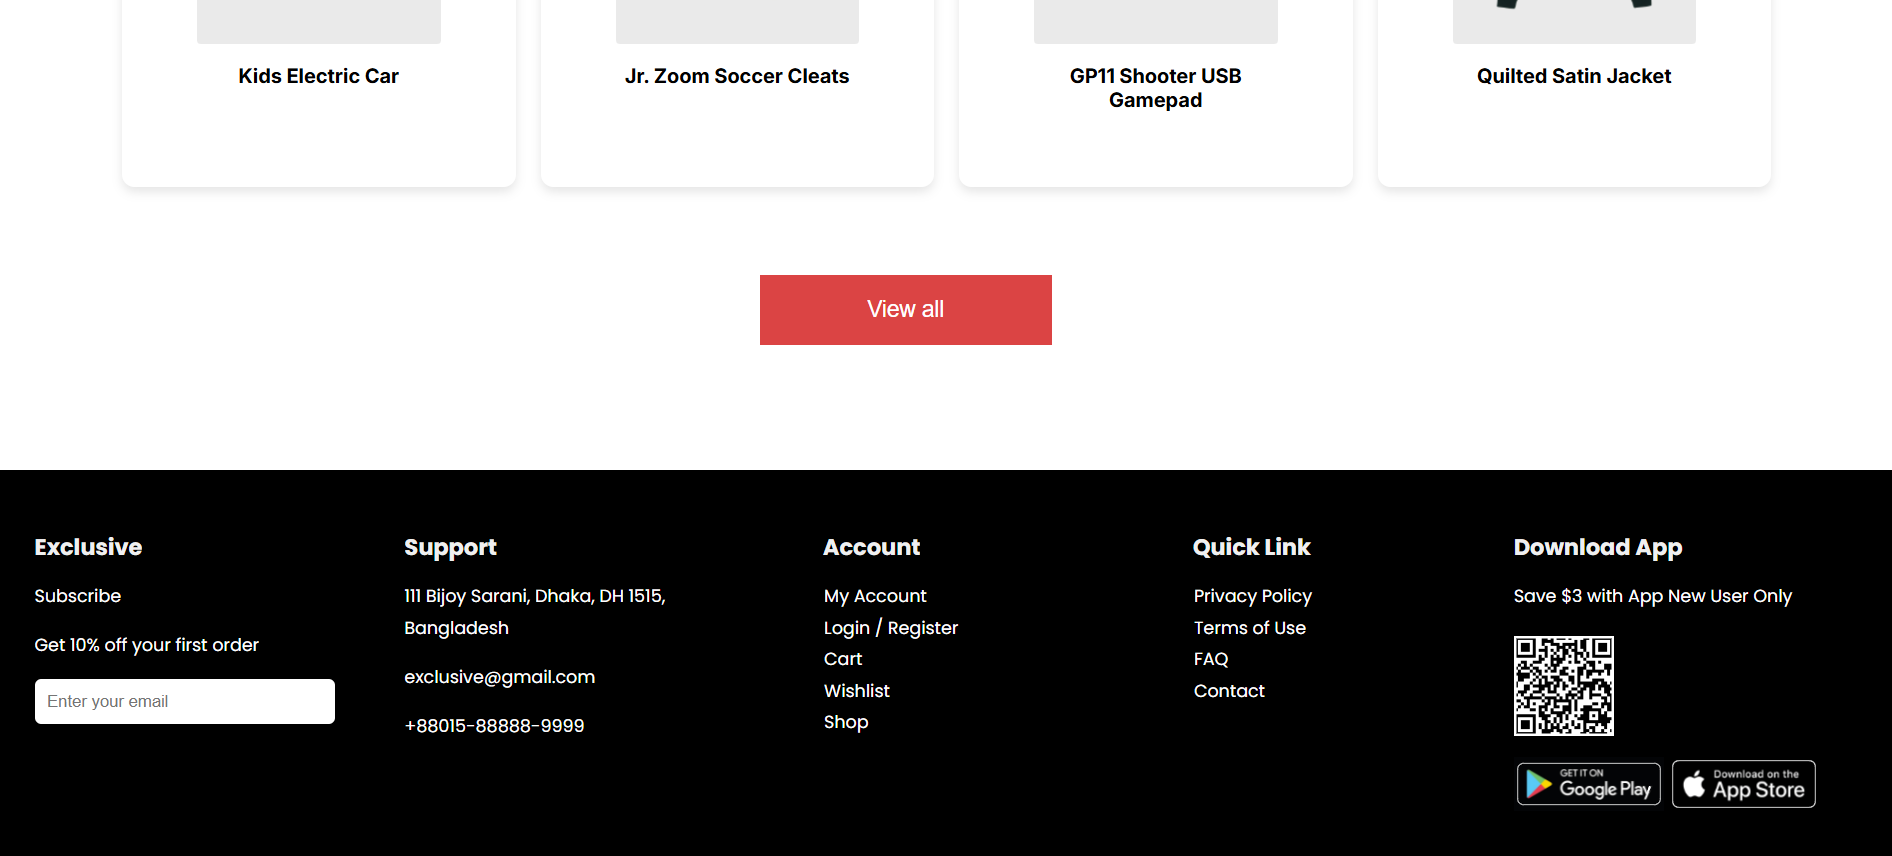 Kids Electric Car
Jr. Zoom Soccer Cleats
GP11 Shooter USB
Gamepad
Quilted Satin Jacket
View all
Exclusive
Subscribe
Get 10% off your first order
Enter your email
Support
111 Bijoy Sarani, Dhaka, DH 1515,
Bangladesh
exclusive@gmail.com
+88015-88888-9999
Account
My Account
Login / Register
Cart
Wishlist
Shop
Quick Link
Privacy Policy
Terms of Use
FAQ
Contact
Download App
Save $3 with App New User Only
GET IT ON
Google Play
Download on the
App Store